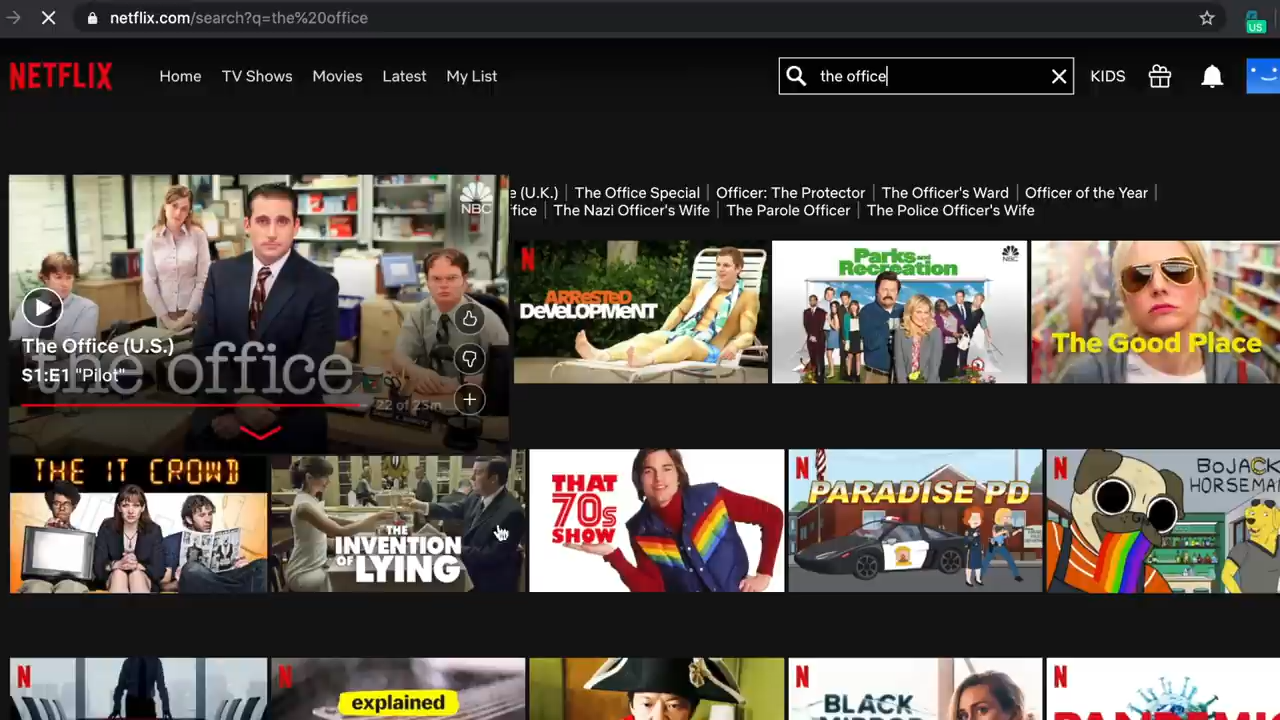 netflix.com/search?q=the%20office
US
NETFLIX
Home TV Shows Movies Latest My List
the office
KIDS
NBC
(U.K.) | The Office Special | Officer: The Protector | The Officer's Ward | Officer of the Year |
| The Nazi Officer's Wife | The Parole Officer | The Police Officer's Wife
The Office (U.S.)
the office
S1:E1 "Pilot"
22 of 23m
N
ARRESTED DEVELOPMENT
Parks and
Recreation
The Good Place
THE IT CROWD
THE
INVENTION
OF LYING
THAT
70s
SHOW
N
PARADISE PD
N
BOJACK
HORSEMAN
N
N
explained
N
BLACK
MIRROR
N